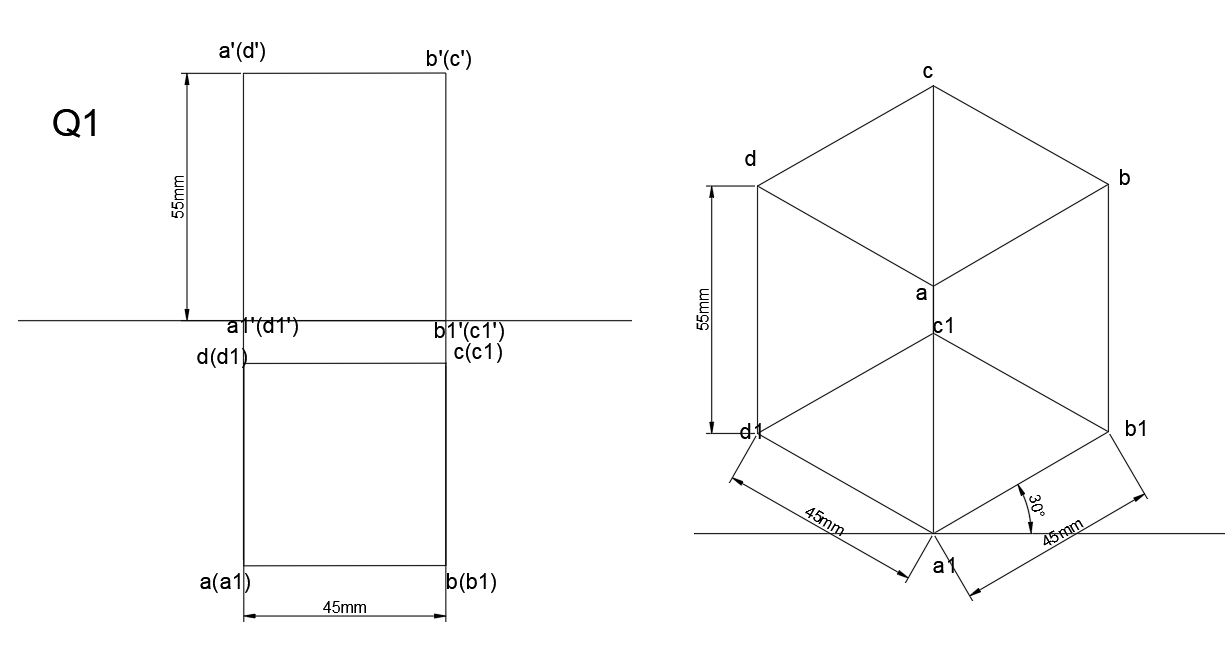 a'(d')
b'(c')
Q1
55mm
a1'(d1')
b1'(c1')
d(d1)
c(c1)
a(a1)
b(b1)
45mm
c
d
b
a
55mm
c1
d1
b1
30°
45mm
45mm
a1